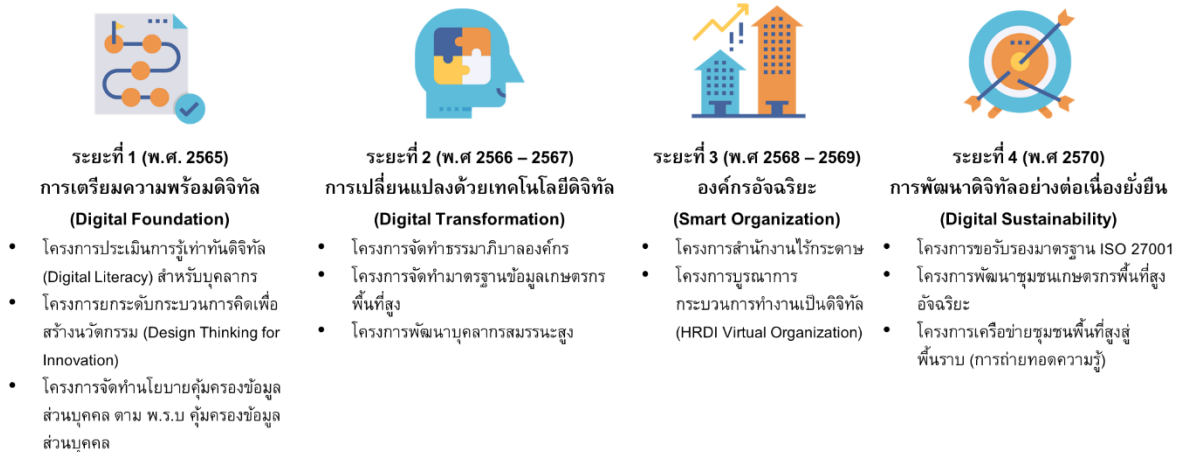 ระยะที่ 1 (พ.ศ. 2565)
การเตรียมความพร้อมดิจิทัล
(Digital Foundation)
• โครงการประเมินการรู้เท่าทันดิจิทัล
(Digital Literacy) สำหรับบุคลากร
• โครงการยกระดับกระบวนการคิดเพื่อ
สร้างนวัตกรรม (Design Thinking for
Innovation)
• โครงการจัดทำนโยบายคุ้มครองข้อมูล
ส่วนบุคคล ตาม พ.ร.บ คุ้มครองข้อมูล
ส่วนบุคคล
ระยะที่ 2 (พ.ศ 2566 – 2567)
การเปลี่ยนแปลงด้วยเทคโนโลยีดิจิทัล
(Digital Transformation)
• โครงการจัดทำธรรมาภิบาลองค์กร
• โครงการจัดทำมาตรฐานข้อมูลเกษตรกร
พื้นที่สูง
• โครงการพัฒนาบุคลากรสมรรนะสูง
ระยะที่ 3 (พ.ศ 2568 – 2569)
องค์กรอัจฉริยะ
(Smart Organization)
• โครงการสำนักงานไร้กระดาษ
• โครงการบูรณาการ
กระบวนการทำงานเป็นดิจิทัล
(HRDI Virtual Organization)
ระยะที่ 4 (พ.ศ. 2570)
การพัฒนาดิจิทัลอย่างต่อเนื่องยั่งยืน
(Digital Sustainability)
• โครงการขอรับรองมาตรฐาน ISO 27001
• โครงการพัฒนาชุมชนเกษตรกรพื้นที่สูง
อัจฉริยะ
• โครงการเครือข่ายชุมชนพื้นที่สูงสู่
พื้นราบ (การถ่ายทอดความรู้)